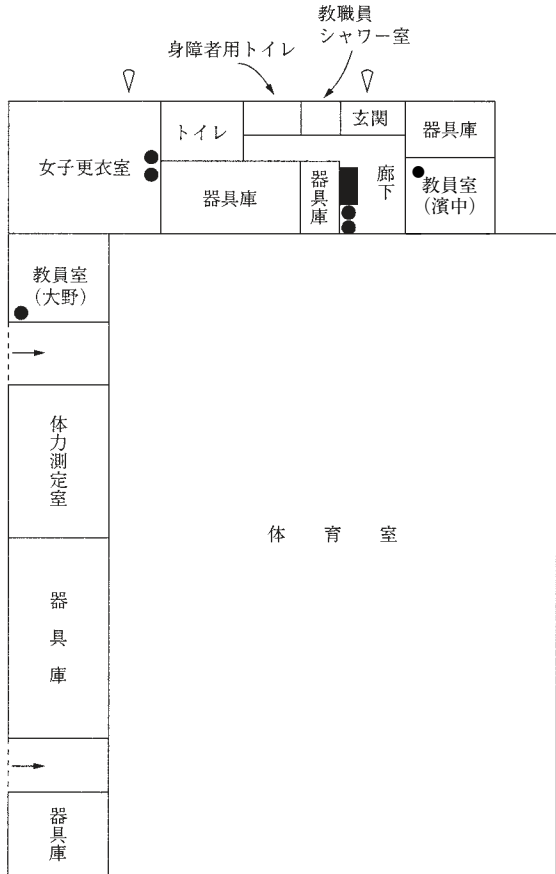 教職員
シャワー室
身障者用トイレ
トイレ
玄関
器具庫
女子更衣室
器具庫
器具庫
廊下
教員室
(濱中)
教員室
(大野)
体力測定室
体育室
器具庫
器具庫